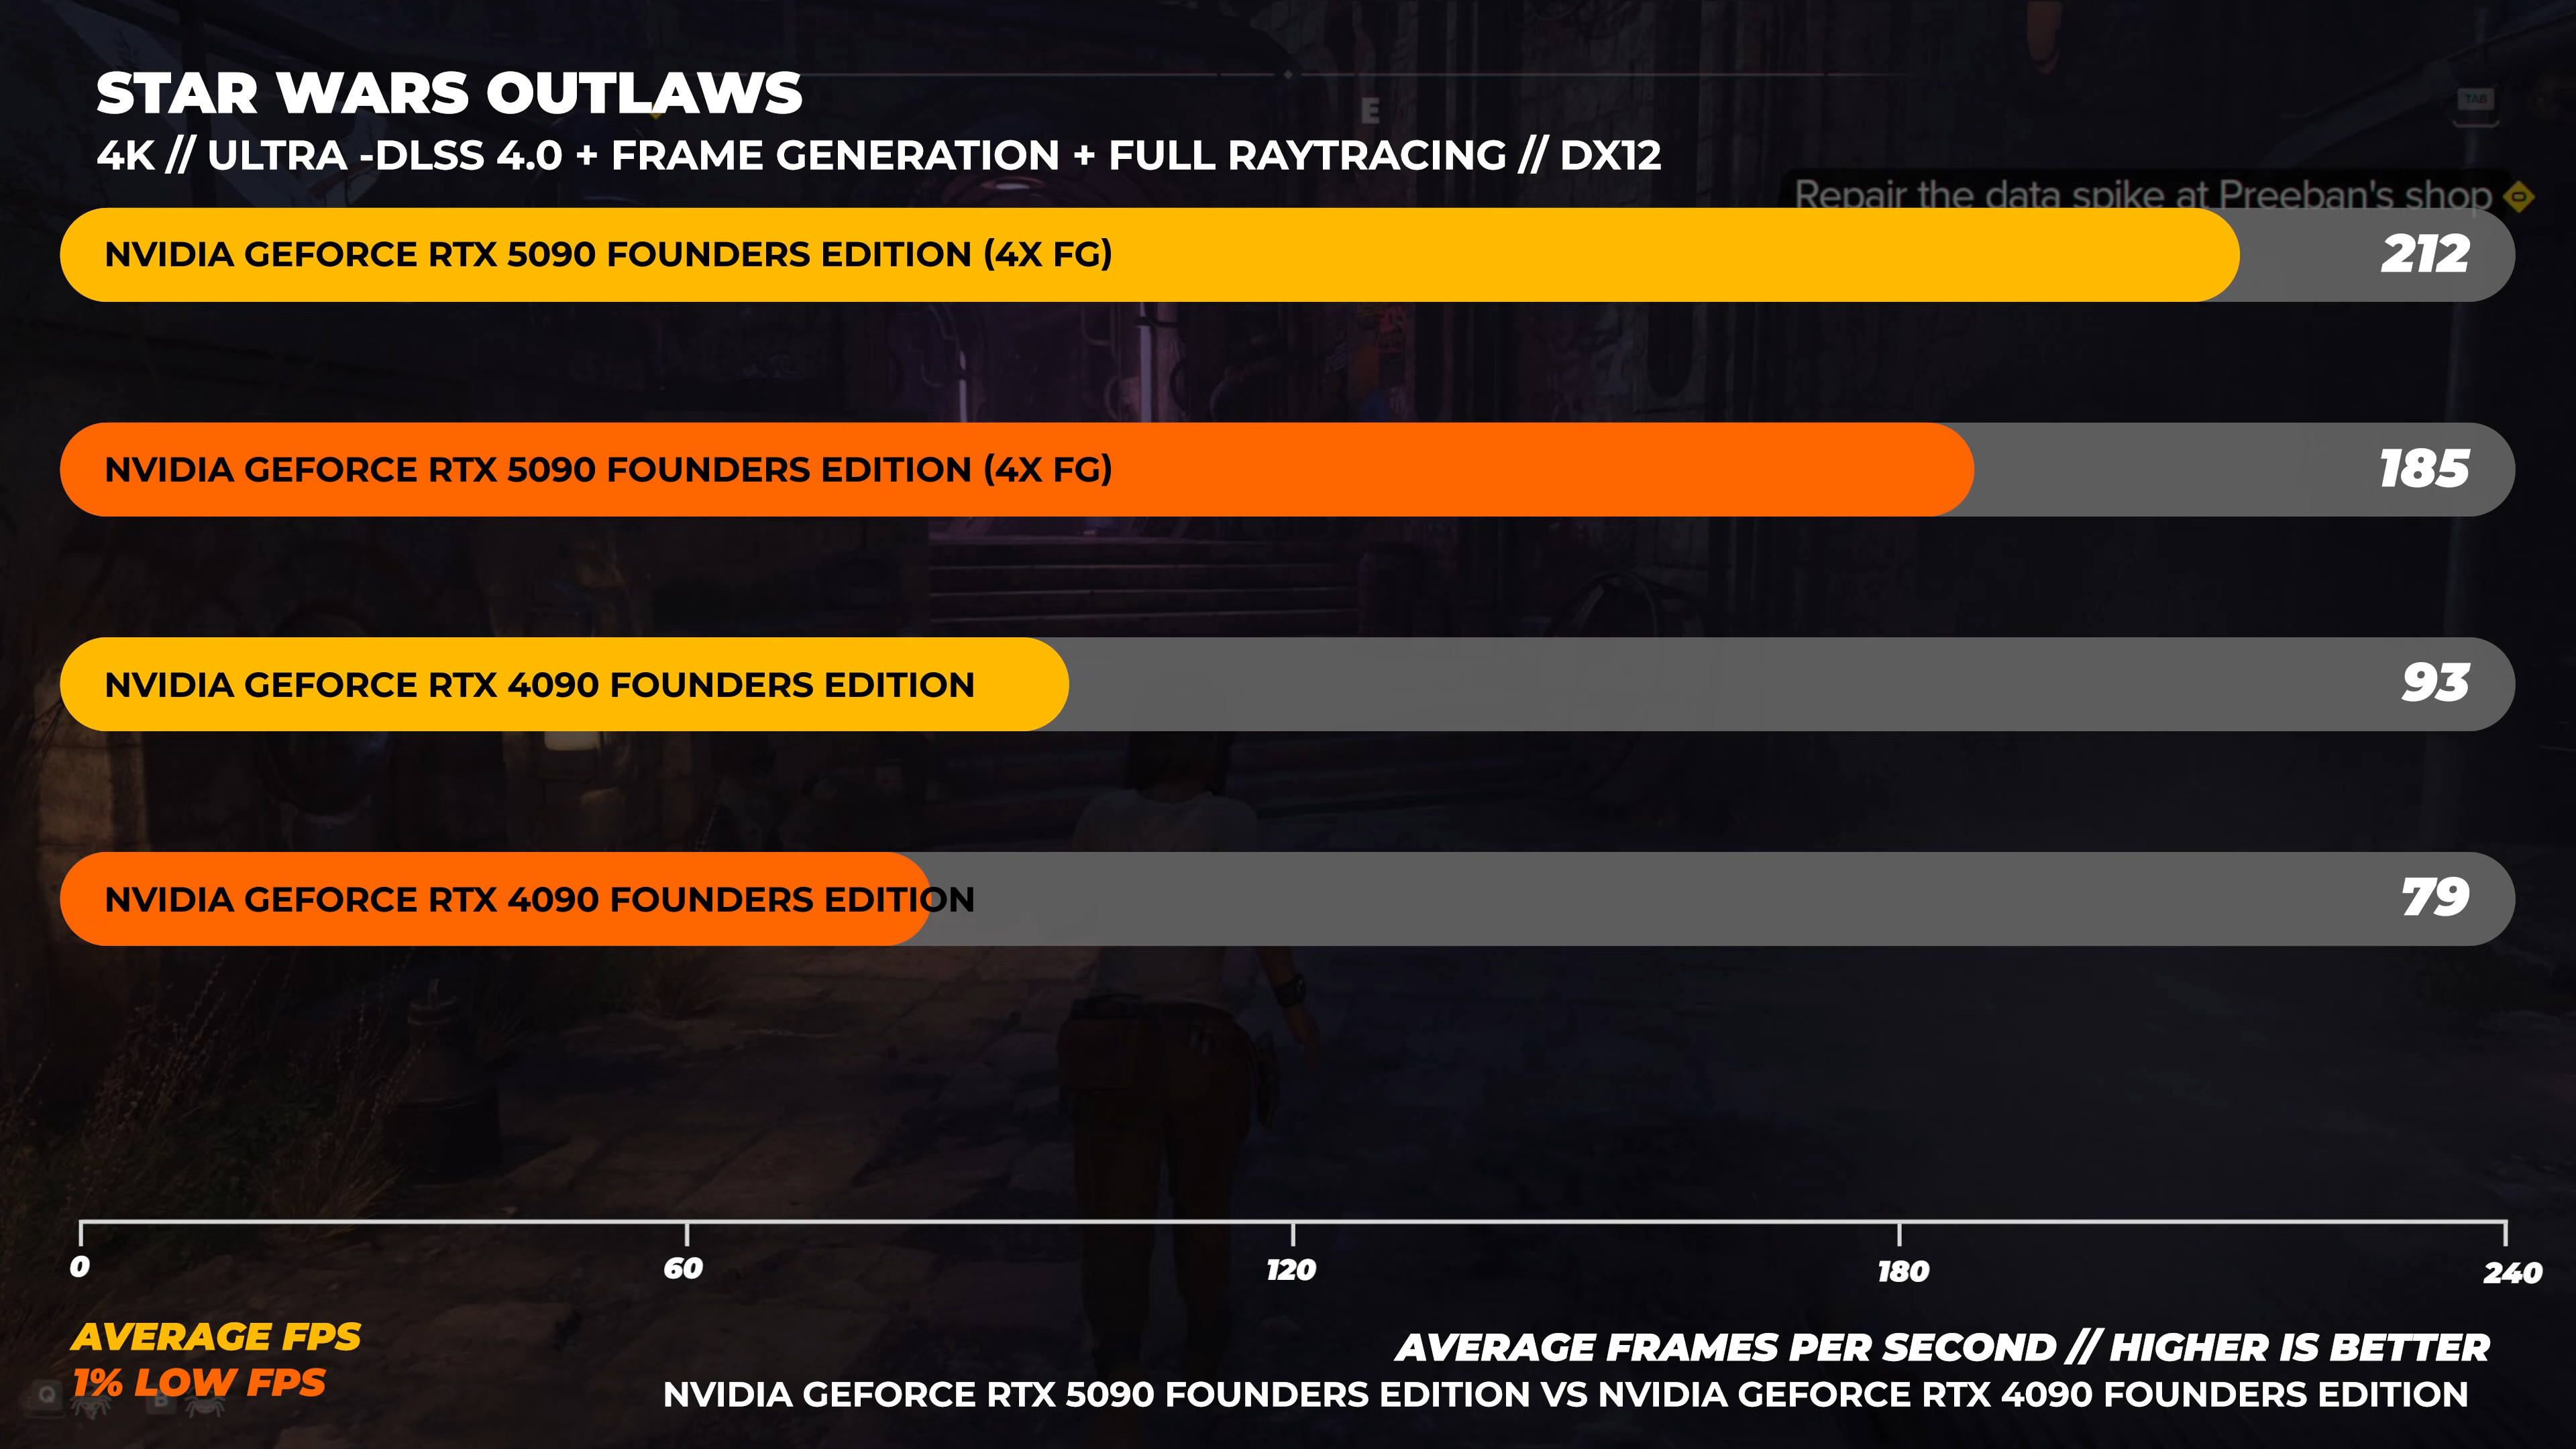 STAR WARS OUTLAWS
4K // ULTRA -DLSS 4.0 + FRAME GENERATION + FULL RAYTRACING // DX12
E
TAB
Repair the data spike at Preeban's shop
NVIDIA GEFORCE RTX 5090 FOUNDERS EDITION (4X FG) 212
NVIDIA GEFORCE RTX 5090 FOUNDERS EDITION (4X FG) 185
NVIDIA GEFORCE RTX 4090 FOUNDERS EDITION 93
NVIDIA GEFORCE RTX 4090 FOUNDERS EDITION 79
0 60 120 180 240
AVERAGE FPS
1% LOW FPS
Q B
AVERAGE FRAMES PER SECOND // HIGHER IS BETTER
NVIDIA GEFORCE RTX 5090 FOUNDERS EDITION VS NVIDIA GEFORCE RTX 4090 FOUNDERS EDITION